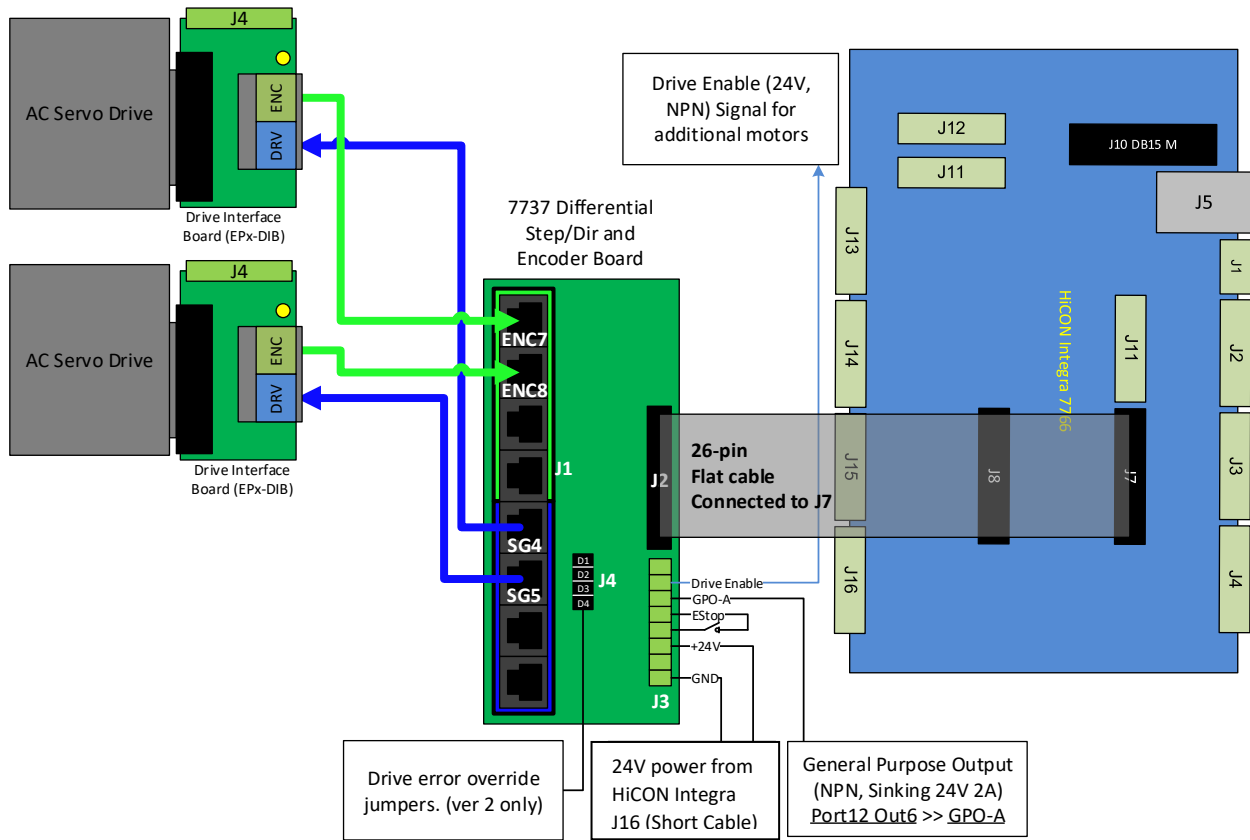 J4
AC Servo Drive
ENC
DRV
Drive Interface
Board (EPx-DIB)
J4
AC Servo Drive
ENC
DRV
Drive Interface
Board (EPx-DIB)
7737 Differential
Step/Dir and
Encoder Board
ENC7
ENC8
J1
SG4
SG5
D1
D2
D3
D4
J4
J2
26-pin
Flat cable
Connected to J7
Drive Enable
GPO-A
EStop
+24V
GND
J3
Drive Enable (24V,
NPN) Signal for
additional motors
J12
J11
J10 DB15 M
J5
J13
J14
J15
J16
J1
J2
J3
J4
J11
J8
J7
HiCON Integra 7766
Drive error override
jumpers. (ver 2 only)
24V power from
HiCON Integra
J16 (Short Cable)
General Purpose Output
(NPN, Sinking 24V 2A)
Port12 Out6 >> GPO-A